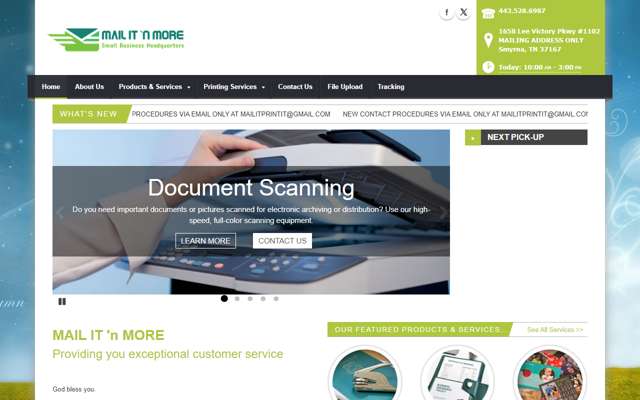 MAIL IT 'N MORE
Small Business Headquarters
f
X
443.528.6987
1650 Lee Victory Pkwy #1102
MAILING ADDRESS ONLY
Smyrna, TN 37167
Today: 10:00 AM - 3:00 PM
Home
About Us
Products & Services
Printing Services
Contact Us
File Upload
Tracking
WHAT'S NEW
PROCEDURES VIA EMAIL ONLY AT MAILITPRINTIT@GMAIL.COM
NEW CONTACT PROCEDURES VIA EMAIL ONLY AT MAILITPRINTIT@GMAIL.CO
NEXT PICK-UP
Document Scanning
Do you need important documents or pictures scanned for electronic archiving or distribution? Use our high-
speed, full-color scanning equipment.
LEARN MORE
CONTACT US
MAIL IT 'n MORE
Providing you exceptional customer service
God bless you.
OUR FEATURED PRODUCTS & SERVICES
See All Services >>